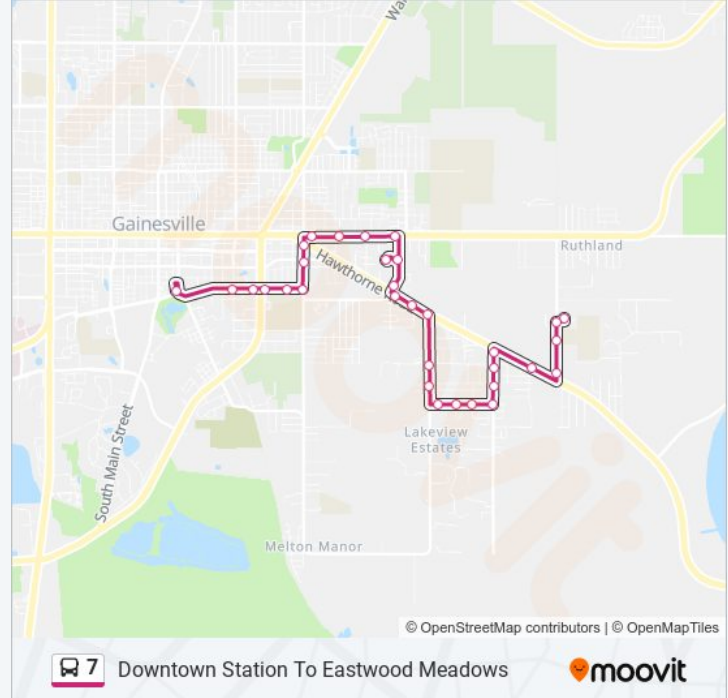 Gainesville
Ruthland
Hawthorne
Lakeview
Estates
South Main Street
Melton Manor
© OpenStreetMap contributors | © OpenMapTiles
7 Downtown Station To Eastwood Meadows
moovit